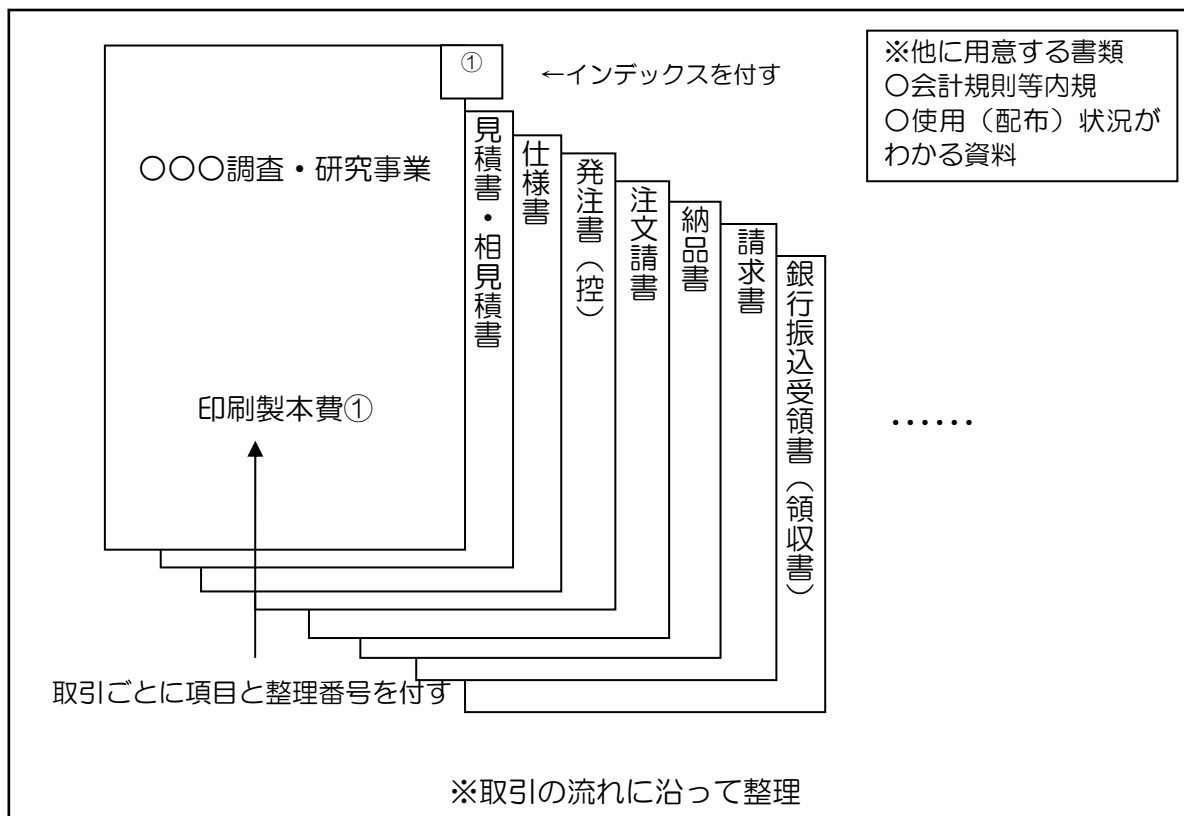 ①
←インデックスを付す
※他に用意する書類
〇会計規則等内規
〇使用（配布）状況が
わかる資料
〇〇〇調査・研究事業
見積書・相見積書
仕様書
発注書（控）
注文請書
納品書
請求書
銀行振込受領書（領収書）
印刷製本費①
……
取引ごとに項目と整理番号を付す
※取引の流れに沿って整理